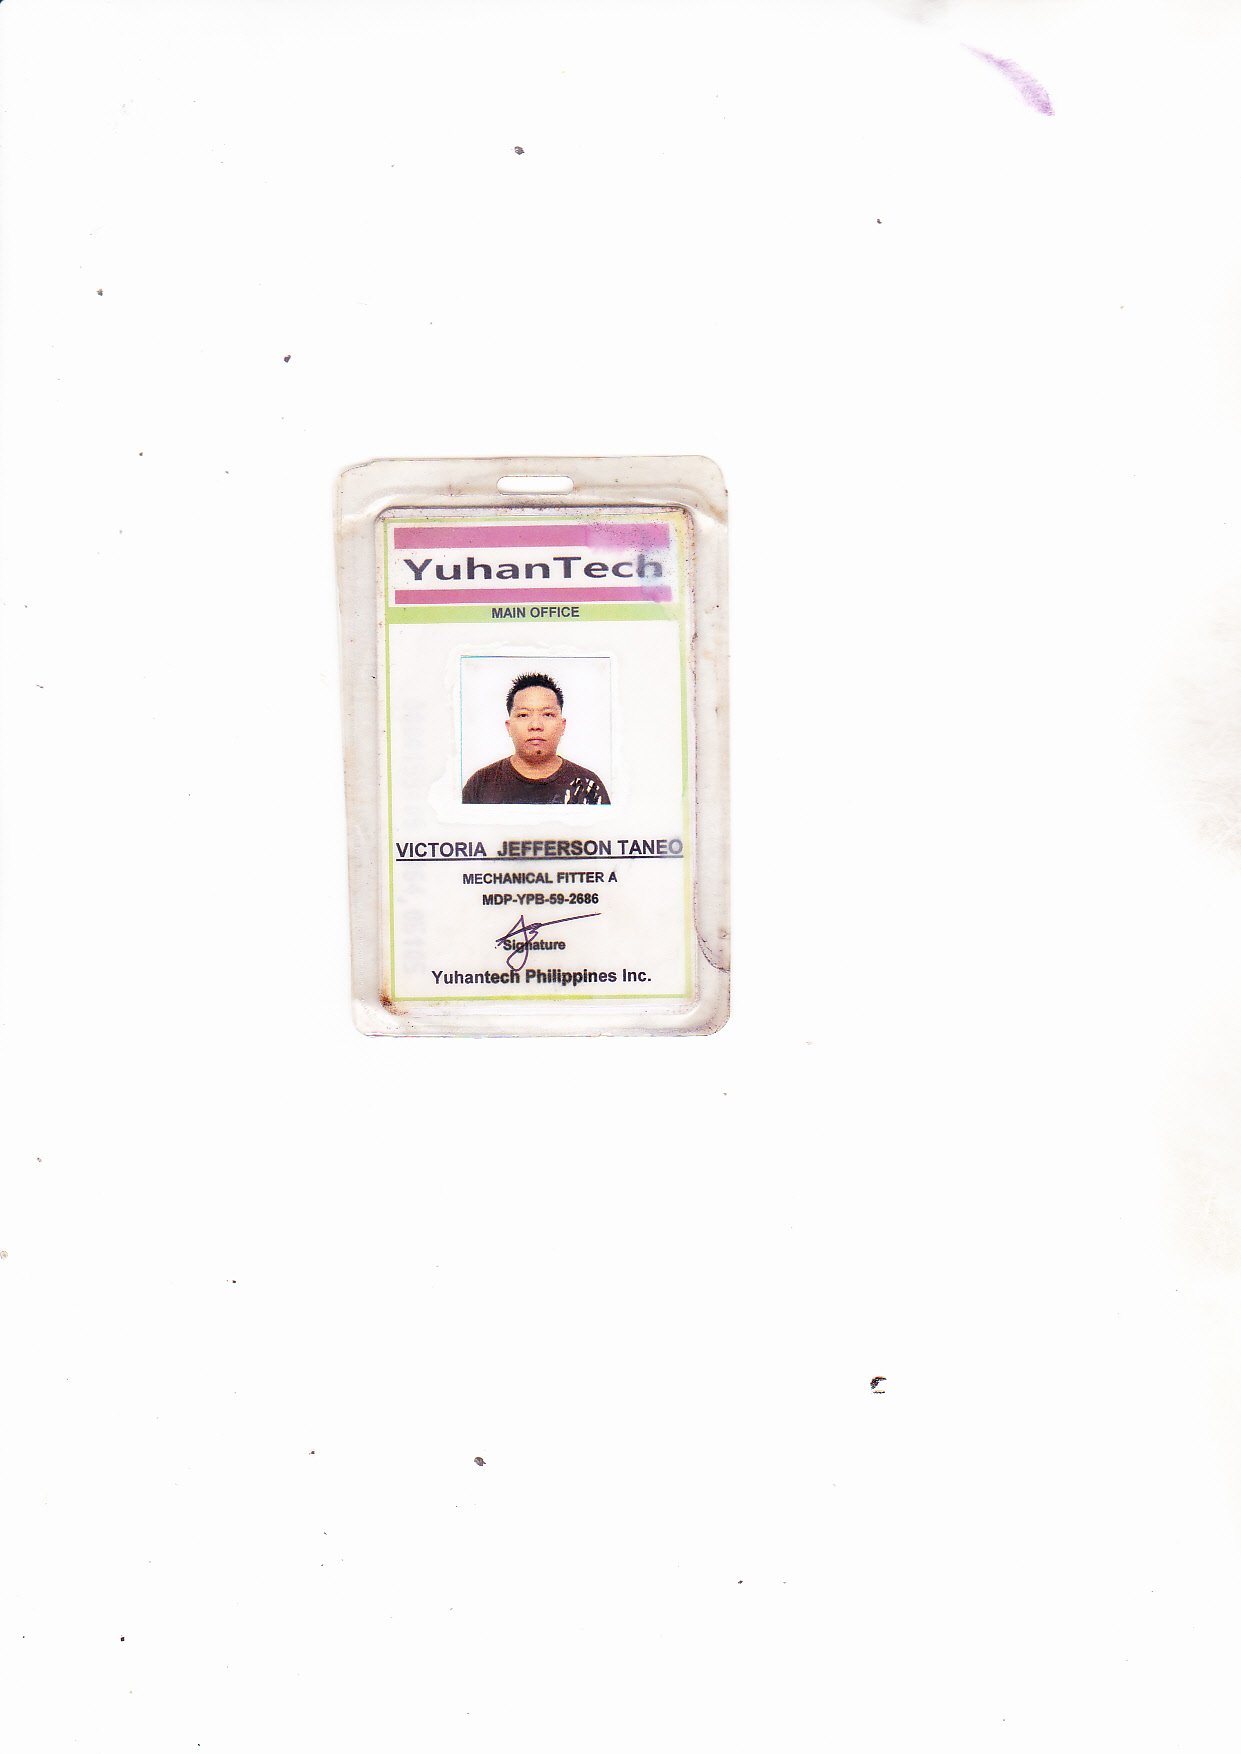 YuhanTech
MAIN OFFICE
VICTORIA JEFFERSON TANEO
MECHANICAL FITTER A
MDP-YPB-59-2686
Signature
Yuhantech Philippines Inc.